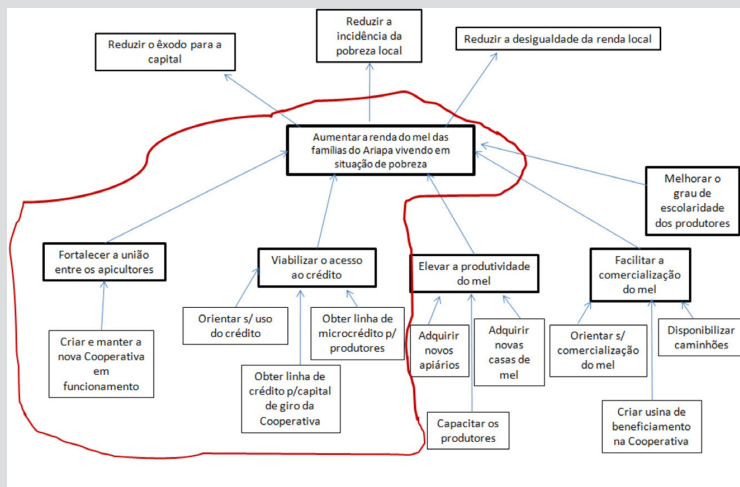 Reduzir o êxodo para a
capital
Reduzir a
incidência da
pobreza local
Reduzir a desigualdade da renda local
Aumentar a renda do mel das
famílias do Ariapa vivendo em
situação de pobreza
Melhorar o
grau de
escolaridade
dos produtores
Fortalecer a união
entre os apicultores
Viabilizar o acesso
ao crédito
Elevar a produtividade
do mel
Facilitar a
comercialização
do mel
Criar e manter a
nova Cooperativa
em
funcionamento
Orientar s/ uso
do crédito
Obter linha de
crédito p/capital
de giro da
Cooperativa
Obter linha de
microcrédito p/
produtores
Adquirir
novos
apiários
Capacitar os
produtores
Adquirir
novas
casas de
mel
Orientar s/
comercialização
do mel
Criar usina de
beneficiamento
na Cooperativa
Disponibilizar
caminhões